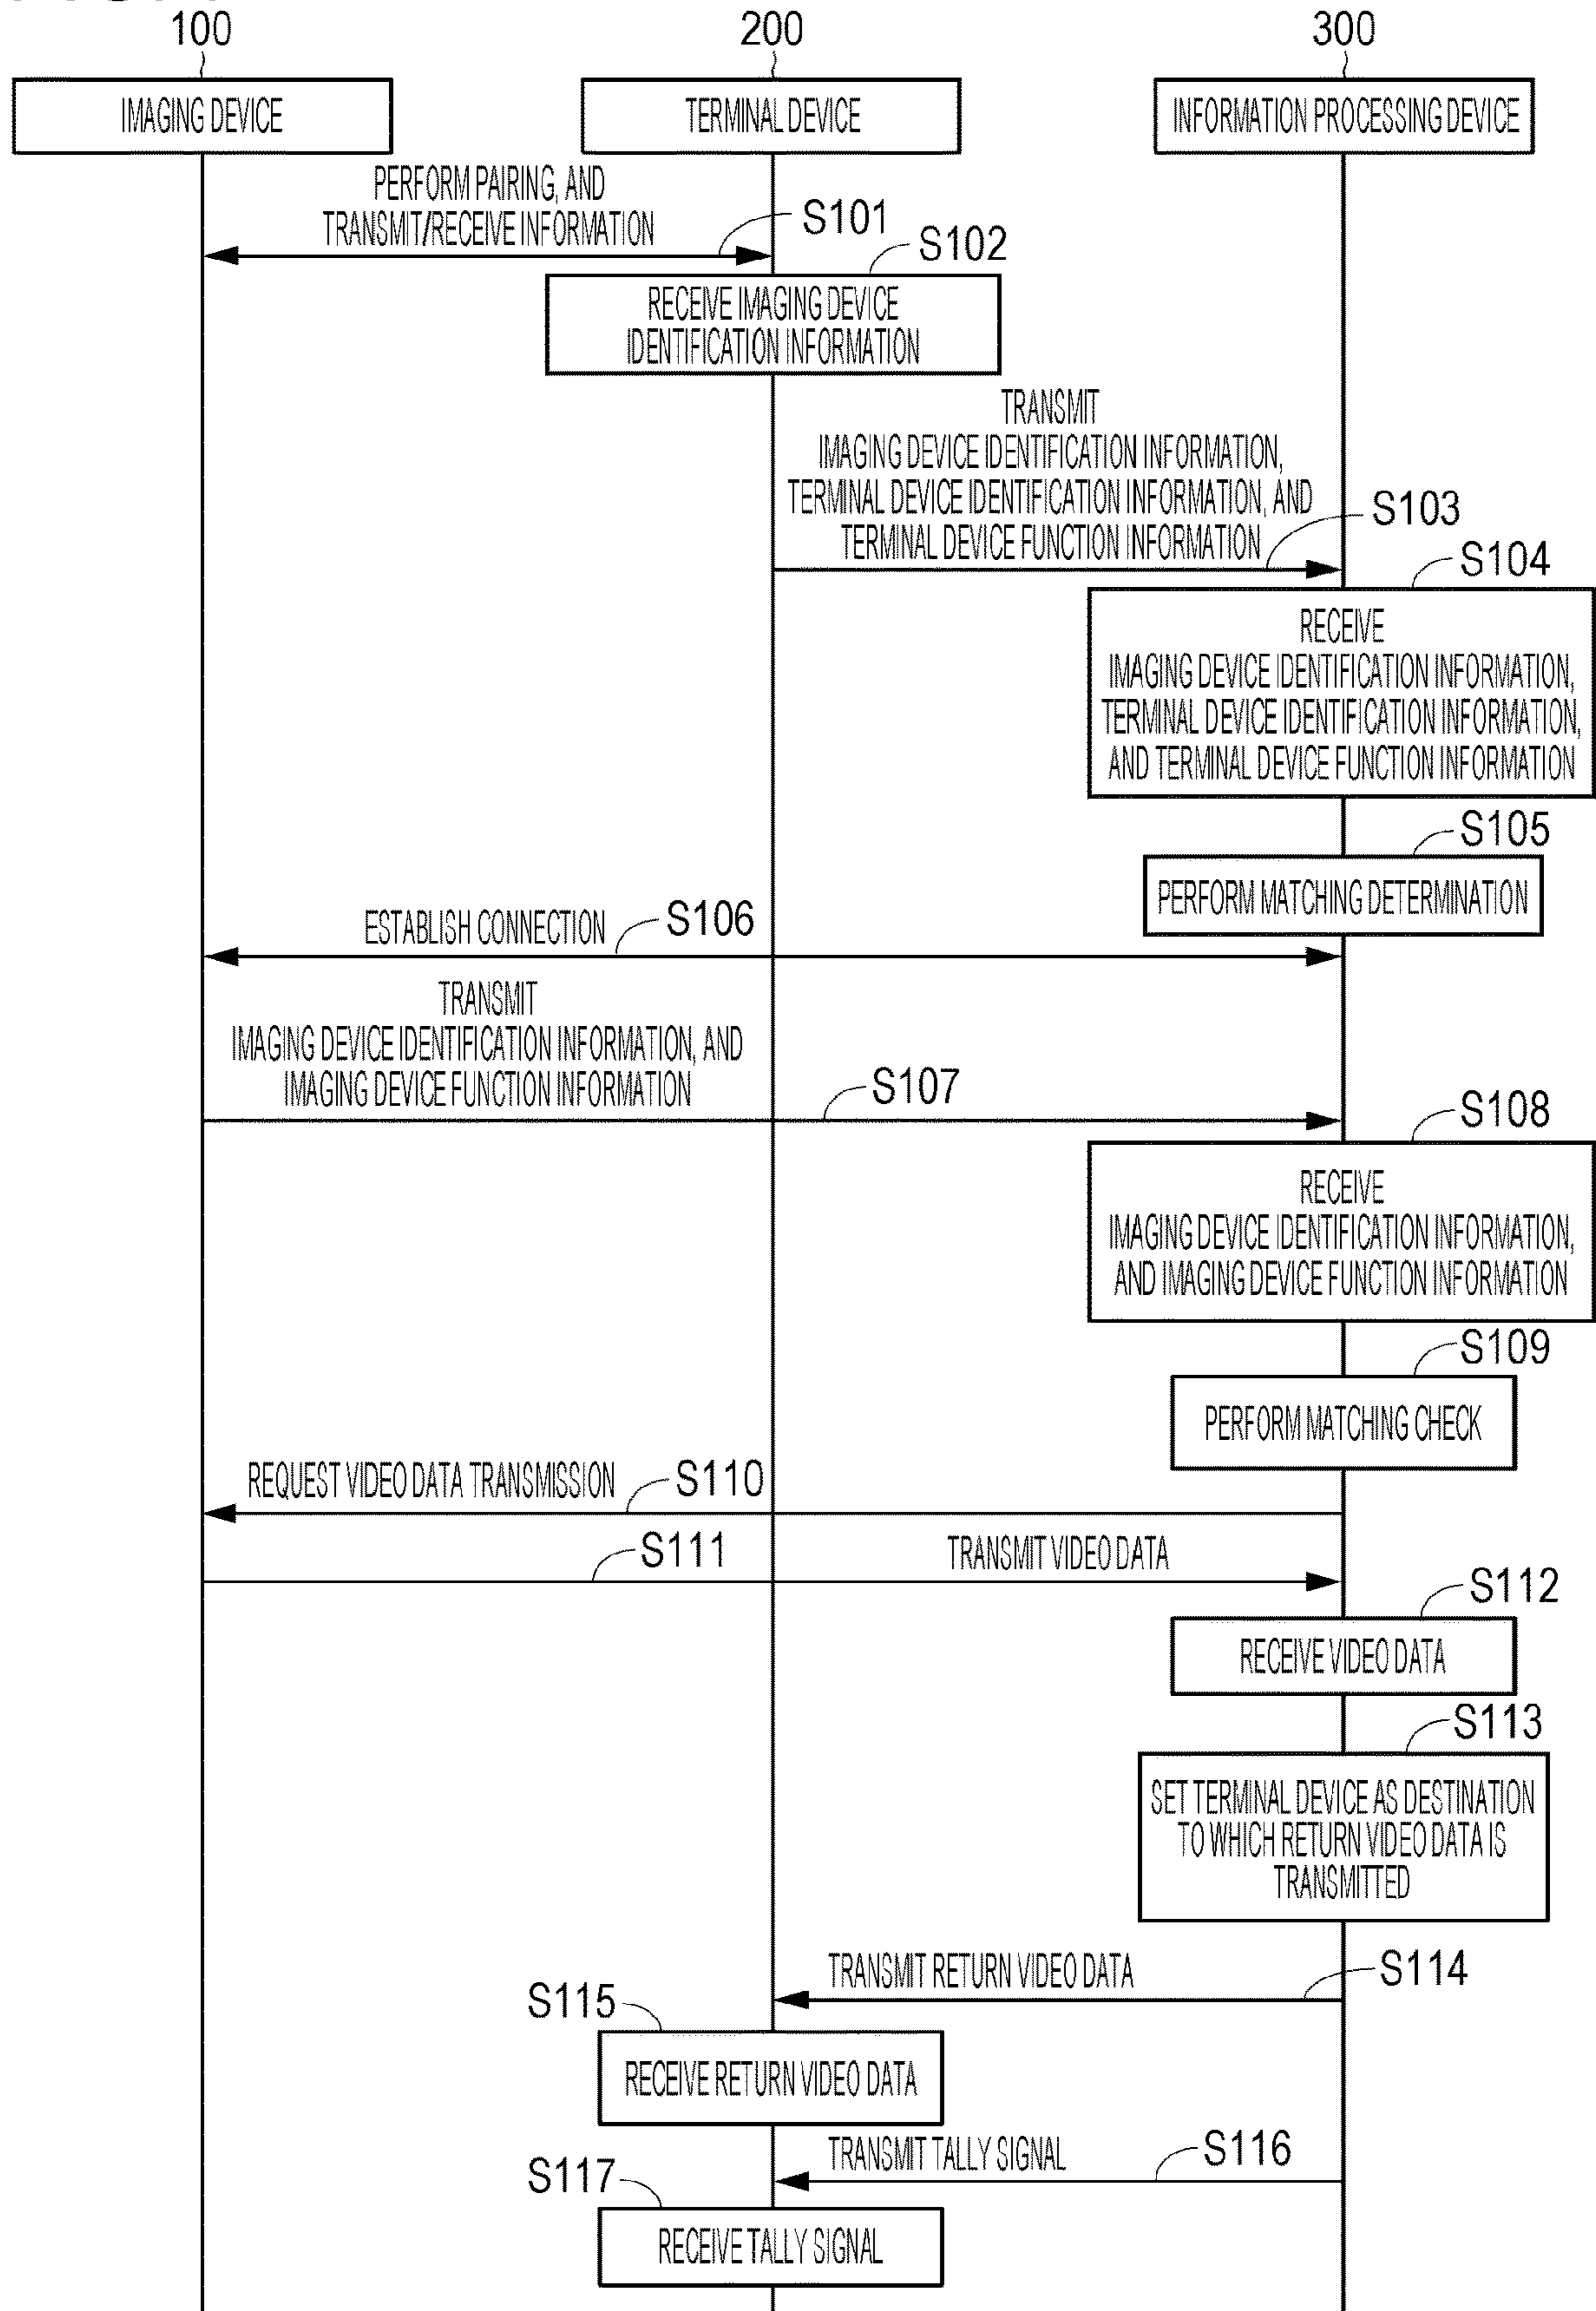 100
200
300
IMAGING DEVICE
TERMINAL DEVICE
INFORMATION PROCESSING DEVICE
PERFORM PAIRING, AND
TRANSMIT/RECEIVE INFORMATION
S101
S102
RECEIVE IMAGING DEVICE
IDENTIFICATION INFORMATION
TRANSMIT
IMAGING DEVICE IDENTIFICATION INFORMATION,
TERMINAL DEVICE IDENTIFICATION INFORMATION, AND
TERMINAL DEVICE FUNCTION INFORMATION
S103
S104
RECEIVE
IMAGING DEVICE IDENTIFICATION INFORMATION,
TERMINAL DEVICE IDENTIFICATION INFORMATION,
AND TERMINAL DEVICE FUNCTION INFORMATION
S105
PERFORM MATCHING DETERMINATION
ESTABLISH CONNECTION
S106
TRANSMIT
IMAGING DEVICE IDENTIFICATION INFORMATION, AND
IMAGING DEVICE FUNCTION INFORMATION
S107
S108
RECEIVE
IMAGING DEVICE IDENTIFICATION INFORMATION,
AND IMAGING DEVICE FUNCTION INFORMATION
S109
PERFORM MATCHING CHECK
REQUEST VIDEO DATA TRANSMISSION
S110
S111
TRANSMIT VIDEO DATA
S112
RECEIVE VIDEO DATA
S113
SET TERMINAL DEVICE AS DESTINATION
TO WHICH RETURN VIDEO DATA IS
TRANSMITTED
TRANSMIT RETURN VIDEO DATA
S114
S115
RECEIVE RETURN VIDEO DATA
TRANSMIT TALLY SIGNAL
S116
S117
RECEIVE TALLY SIGNAL